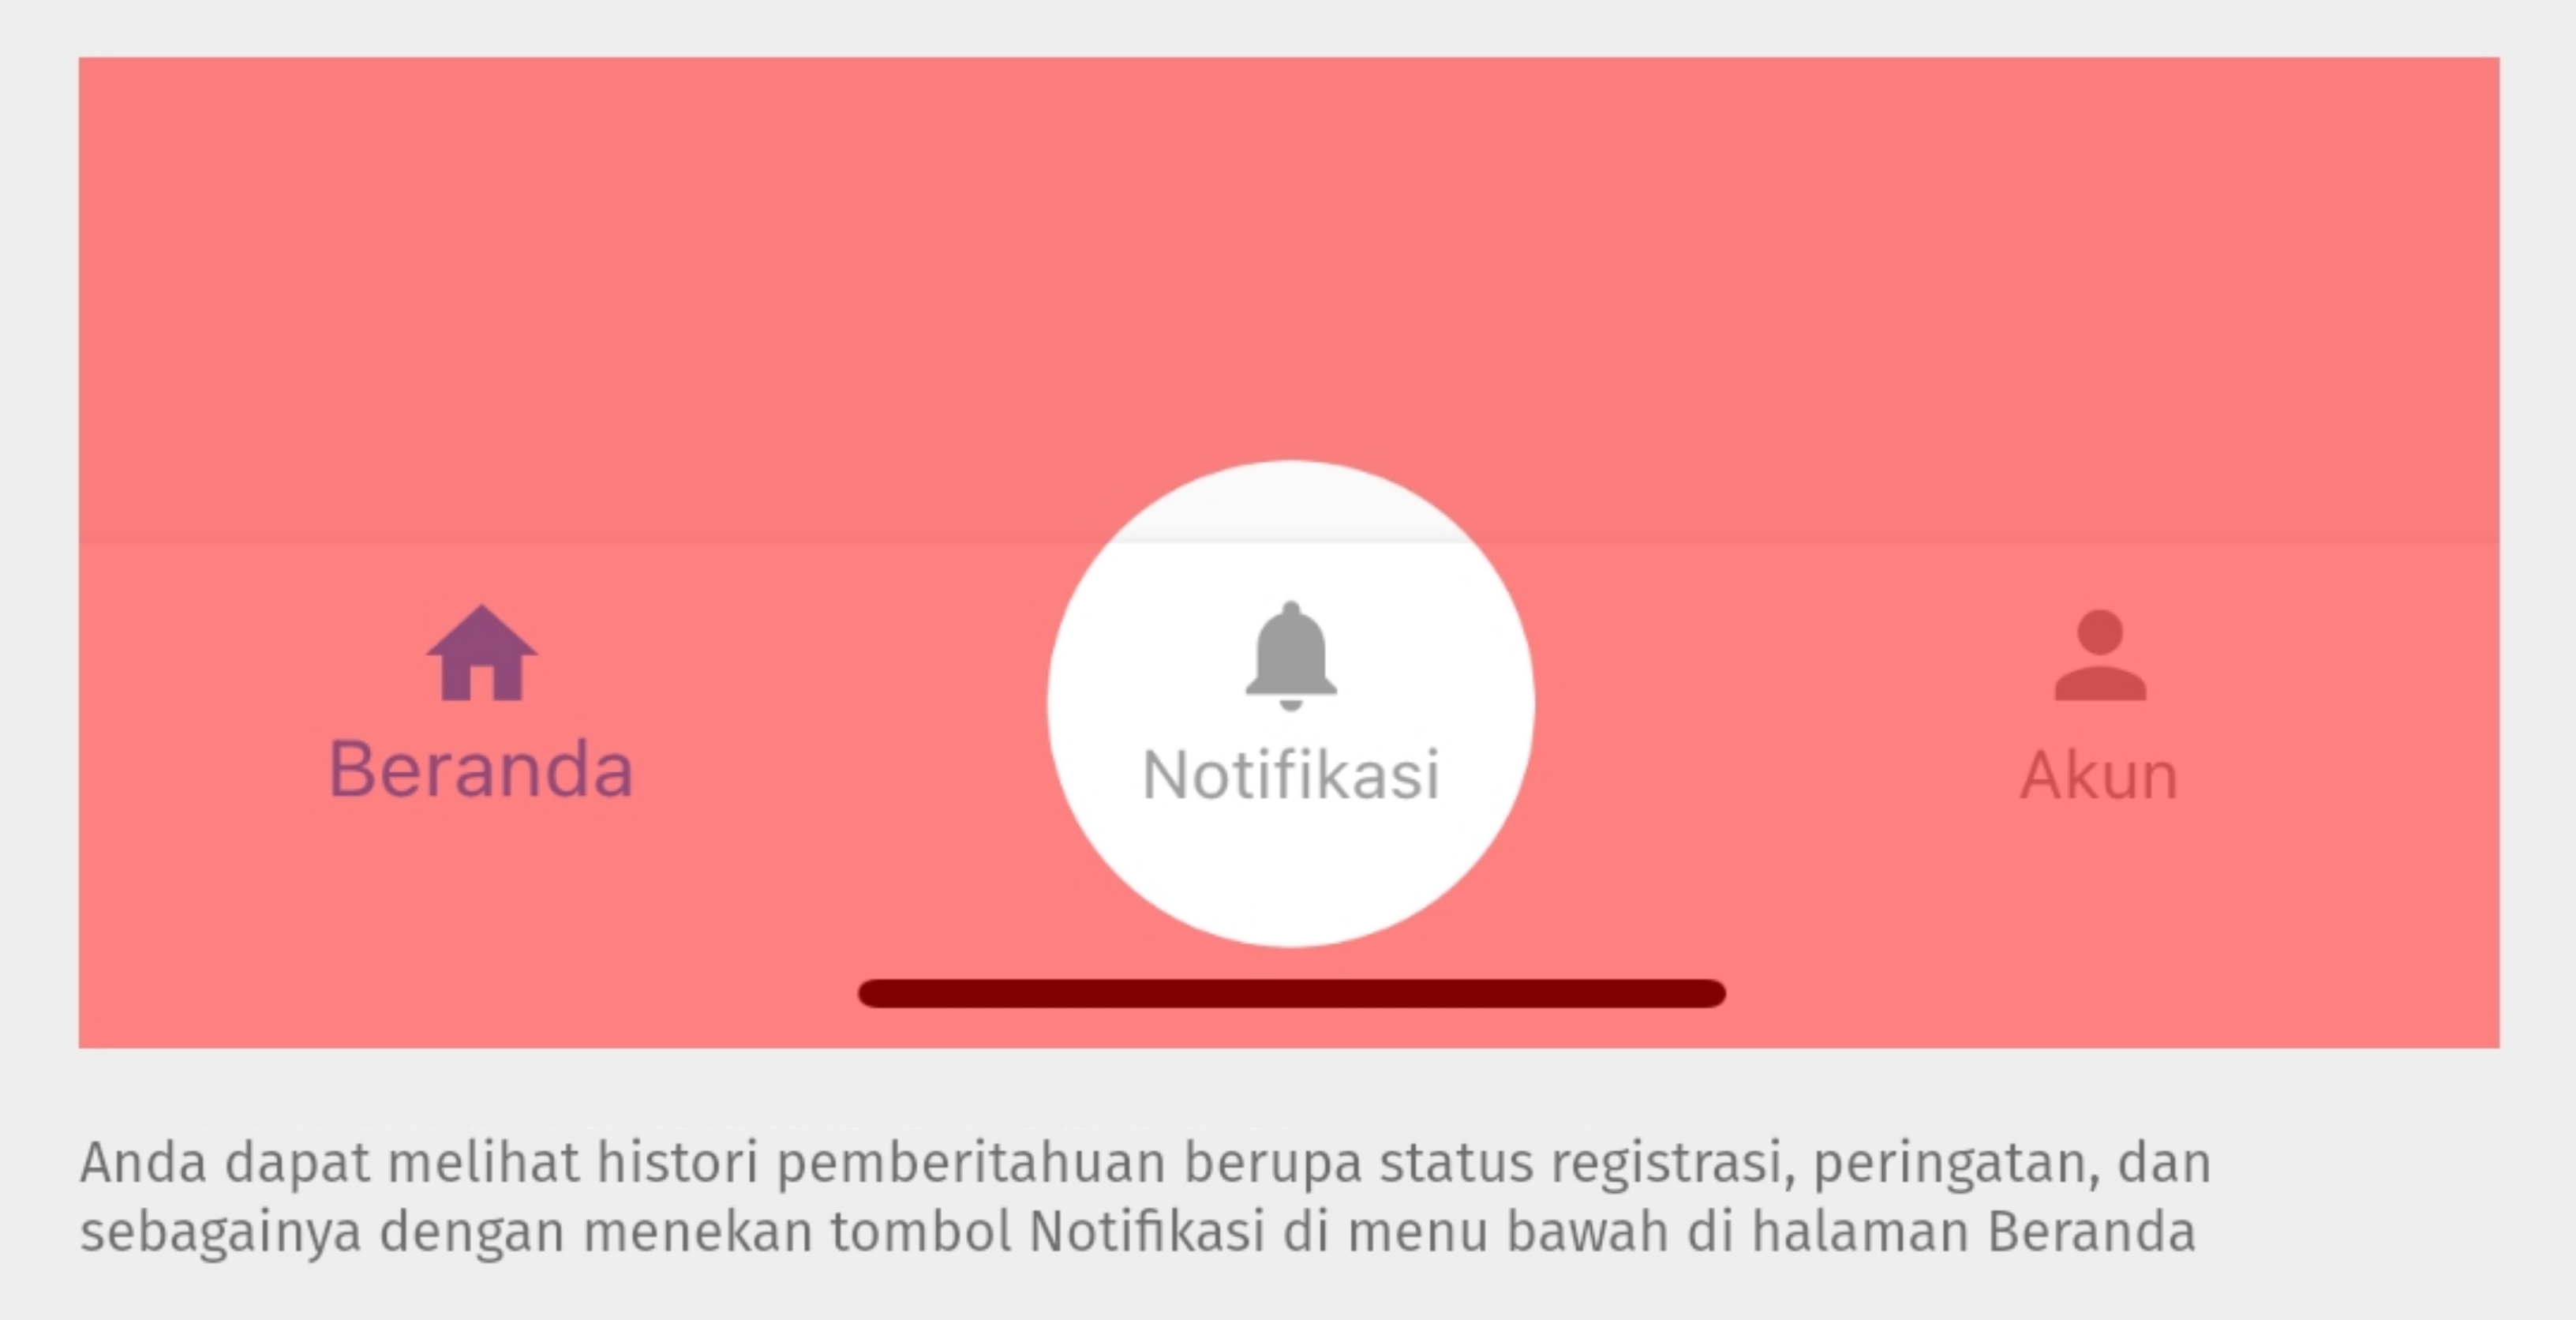 Beranda Notifikasi Akun
Anda dapat melihat histori pemberitahuan berupa status registrasi, peringatan, dan
sebagainya dengan menekan tombol Notifikasi di menu bawah di halaman Beranda